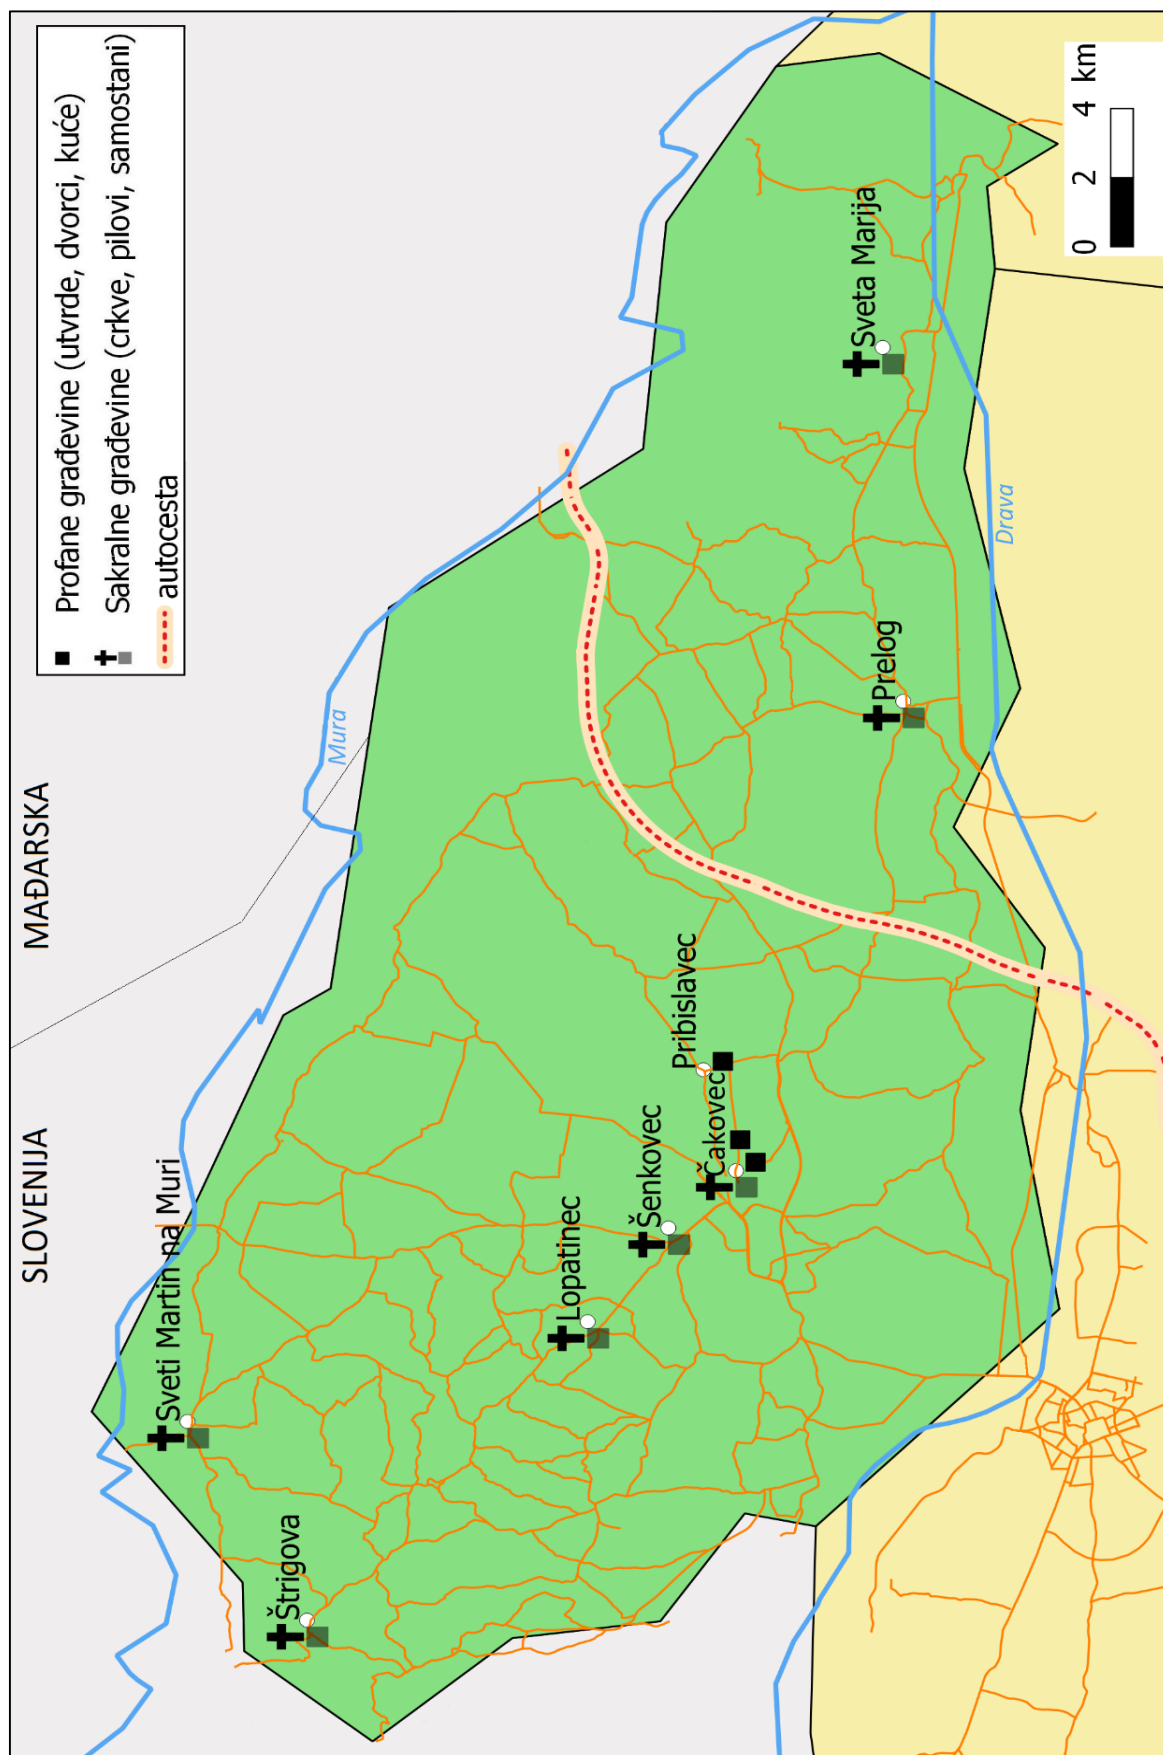 Profane građevine (utvrde, dvorci, kuće)
Sakralne građevine (crkve, pilovi, samostani)
autocesta
SLOVENIJA
MAĐARSKA
Mura
Sveti Martin na Muri
Štrigova
Lopatinec
Šenkovec
Čakovec
Pribislavec
Prelog
Sveta Marija
Drava
0 2 4 km